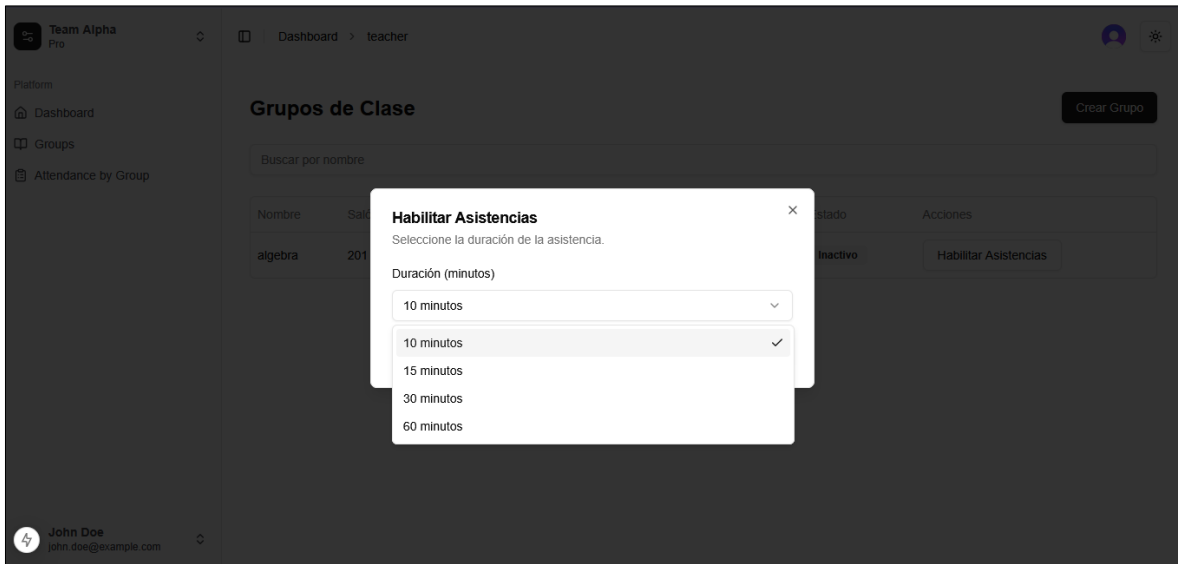 Team Alpha
Pro
Dashboard > teacher
Platform
Dashboard
Groups
Attendance by Group
Grupos de Clase
Crear Grupo
Buscar por nombre
Nombre
Acciones
algebra
201
Inactivo
Habilitar Asistencias
Habilitar Asistencias
Seleccione la duración de la asistencia.
Duración (minutos)
10 minutos
10 minutos
15 minutos
30 minutos
60 minutos
John Doe
john.doe@example.com